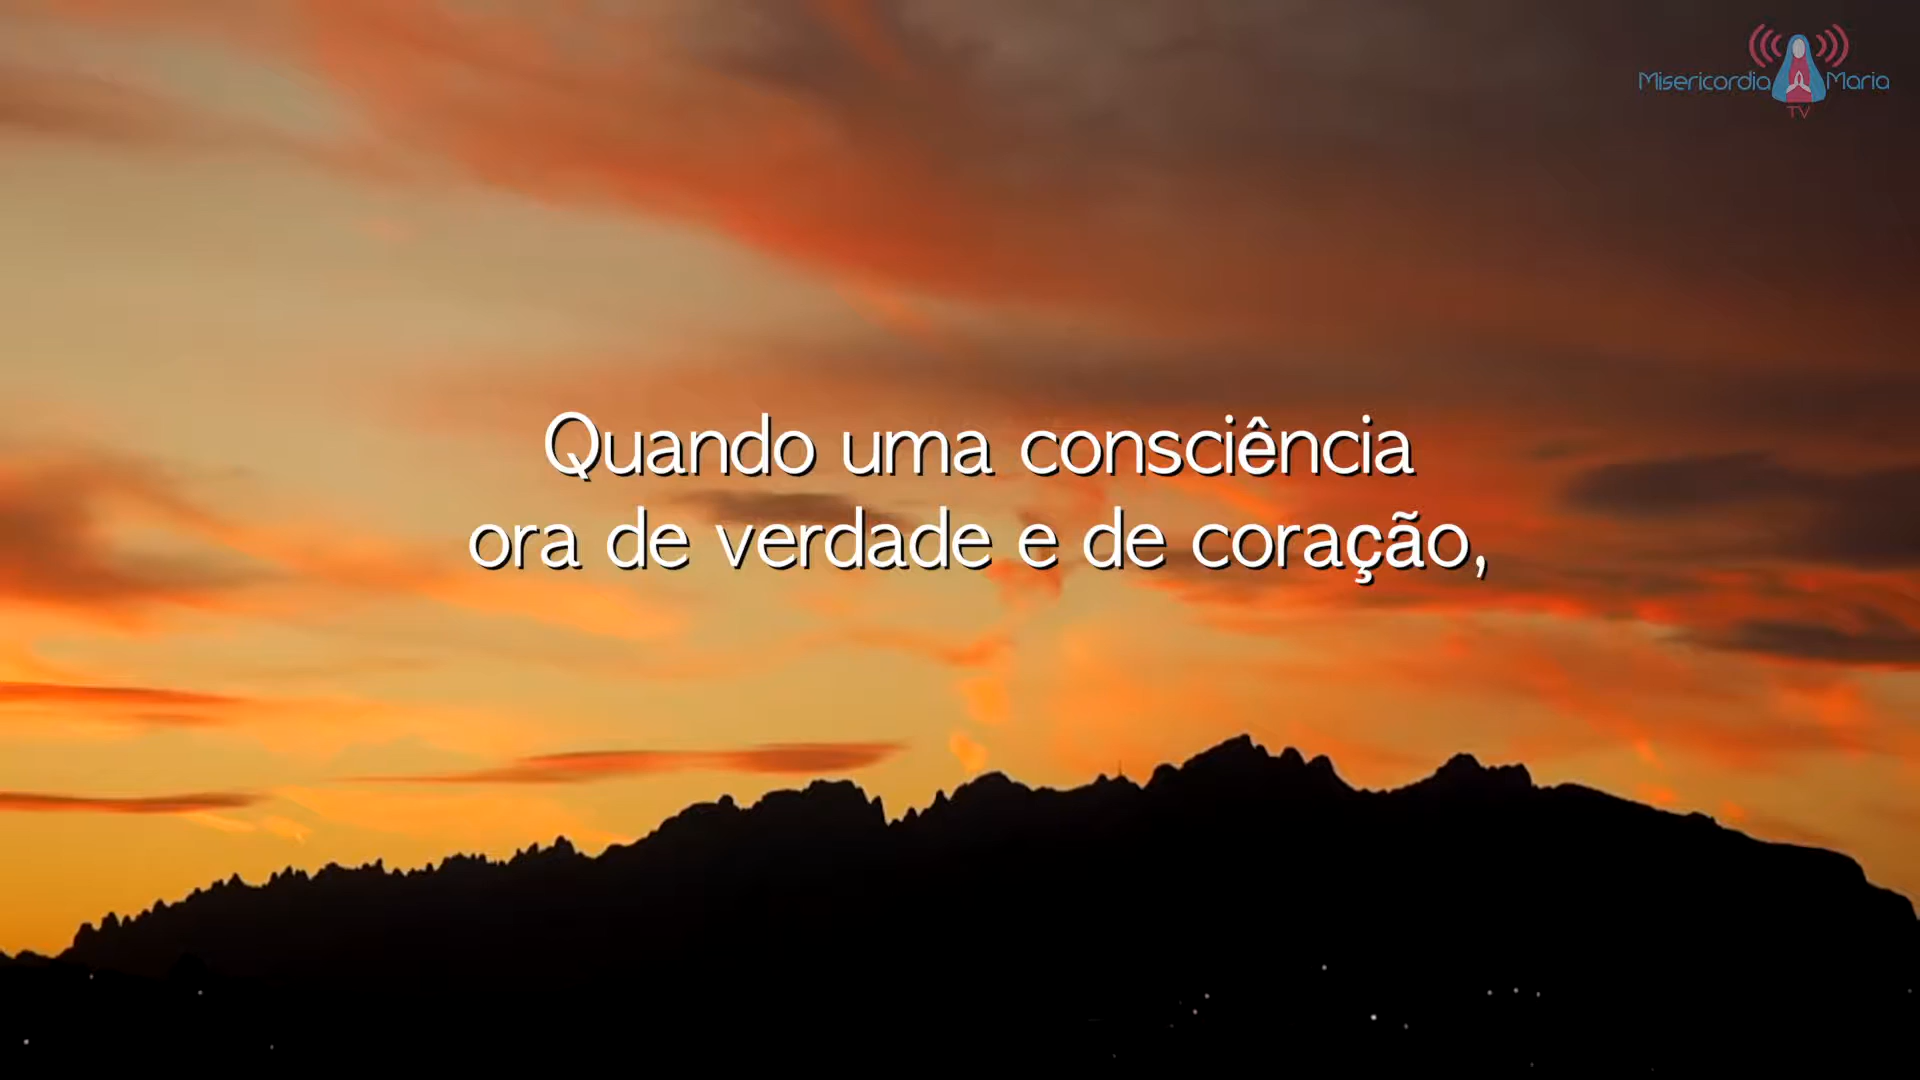 Misericordia Maria
TV
Quando uma consciência
ora de verdade e de coração,